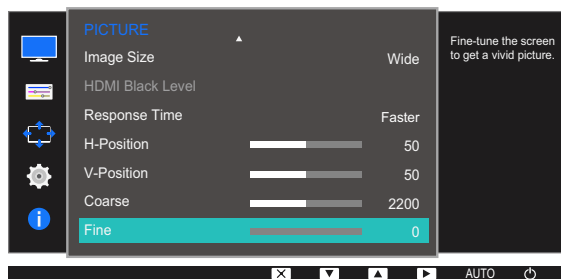 PICTURE
Image Size Wide
HDMI Black Level
Response Time Faster
H-Position 50
V-Position 50
Coarse 2200
Fine 0
Fine-tune the screen
to get a vivid picture.
AUTO